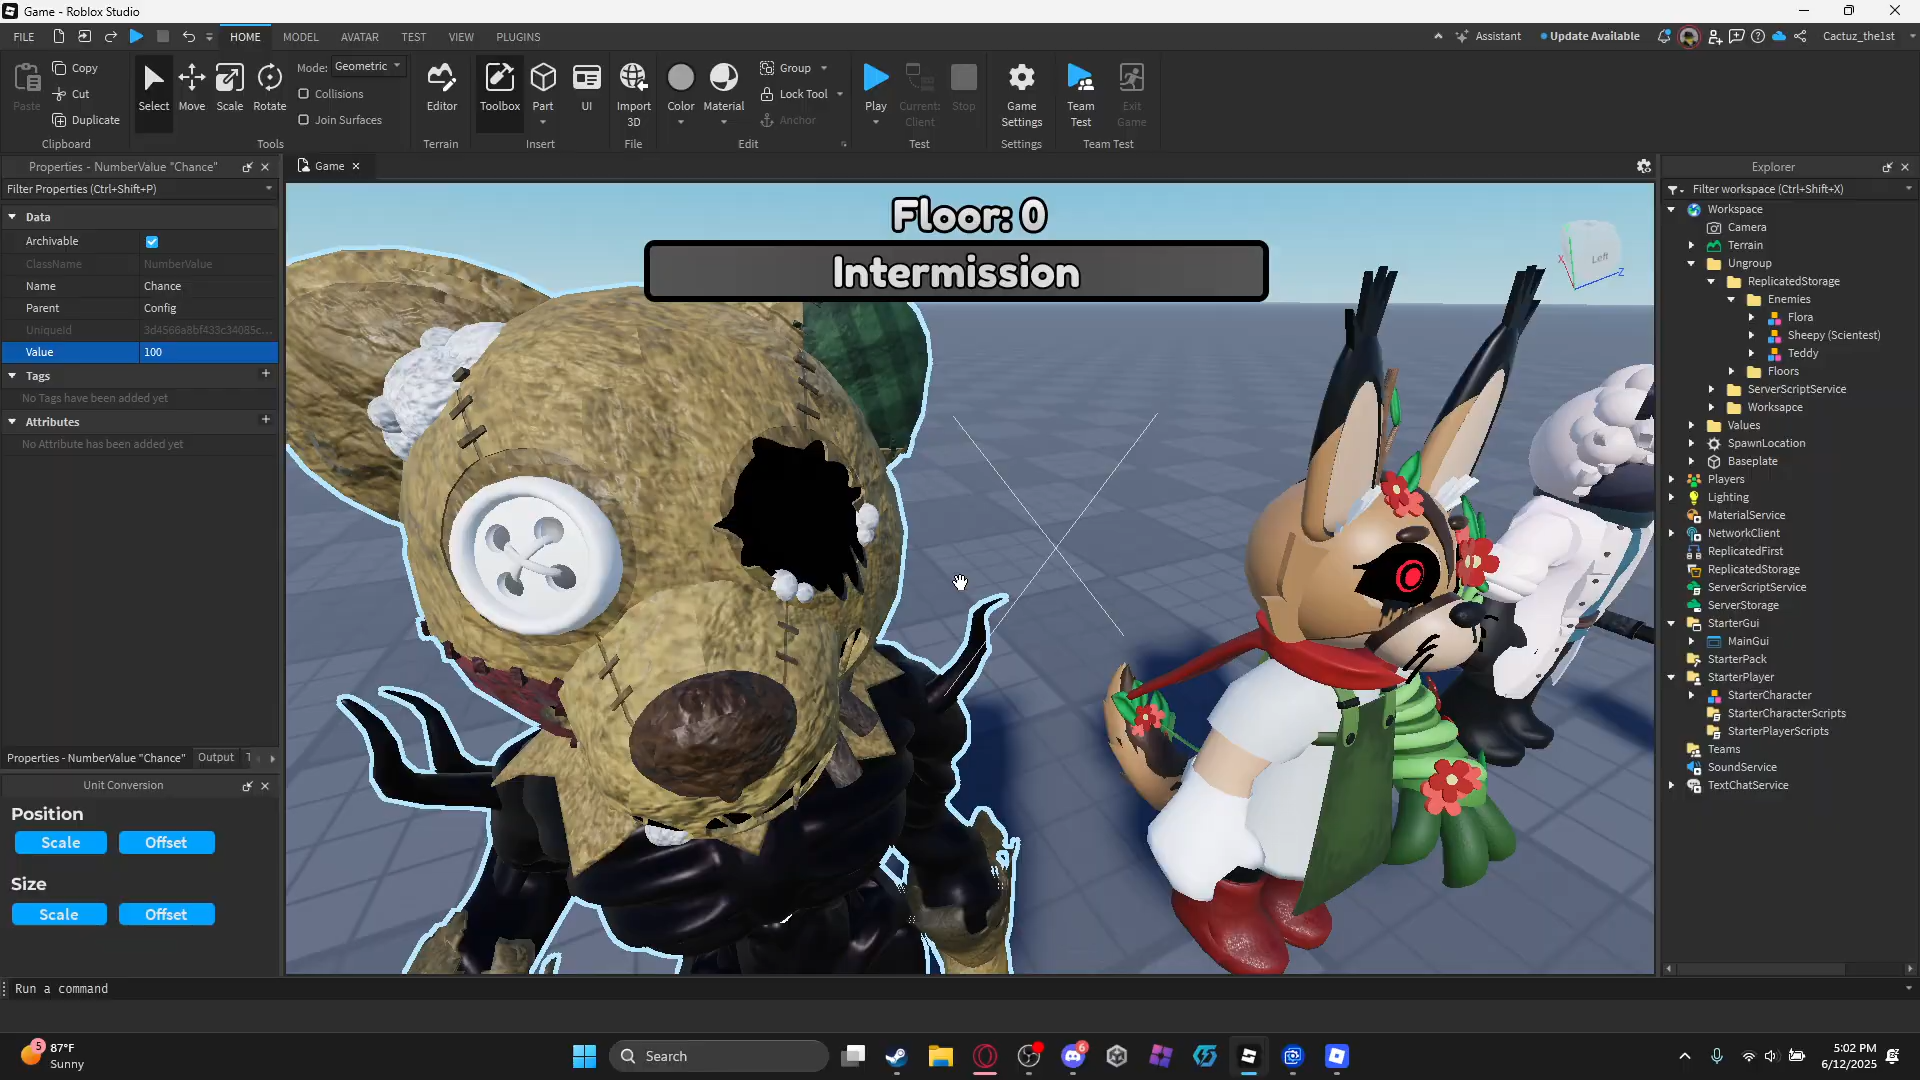 Game - Roblox Studio
FILE
HOME
MODEL
AVATAR
TEST
VIEW
PLUGINS
Assistant
Update Available
Cactuz_the1st
Paste
Copy
Cut
Duplicate
Clipboard
Select
Move
Scale
Rotate
Mode:
Geometric
Collisions
Join Surfaces
Tools
Editor
Terrain
Toolbox
Part
UI
Insert
Import
3D
File
Color
Material
Group
Lock Tool
Anchor
Edit
Play
Current:
Client
Stop
Test
Game
Settings
Settings
Team
Test
Exit
Game
Team Test
Properties - NumberValue "Chance"
Filter Properties (Ctrl+Shift+P)
Data
Archivable
ClassName NumberValue
Name Chance
Parent Config
UniqueId 3d4566a8bf433c34085c...
Value 100
Tags
No Tags have been added yet
Attributes
No Attribute has been added yet
Properties - NumberValue "Chance"
Output
Unit Conversion
Position
Scale
Offset
Size
Scale
Offset
Game
Floor: 0
Intermission
Left
X
Z
Explorer
Filter workspace (Ctrl+Shift+X)
Workspace
Camera
Terrain
Ungroup
ReplicatedStorage
Enemies
Flora
Sheepy (Scientest)
Teddy
Floors
ServerScriptService
Worksapce
Values
SpawnLocation
Baseplate
Players
Lighting
MaterialService
NetworkClient
ReplicatedFirst
ReplicatedStorage
ServerScriptService
ServerStorage
StarterGui
MainGui
StarterPack
StarterPlayer
StarterCharacter
StarterCharacterScripts
StarterPlayerScripts
Teams
SoundService
TextChatService
Run a command
5
87°F
Sunny
Search
6
5:02 PM
6/12/2025